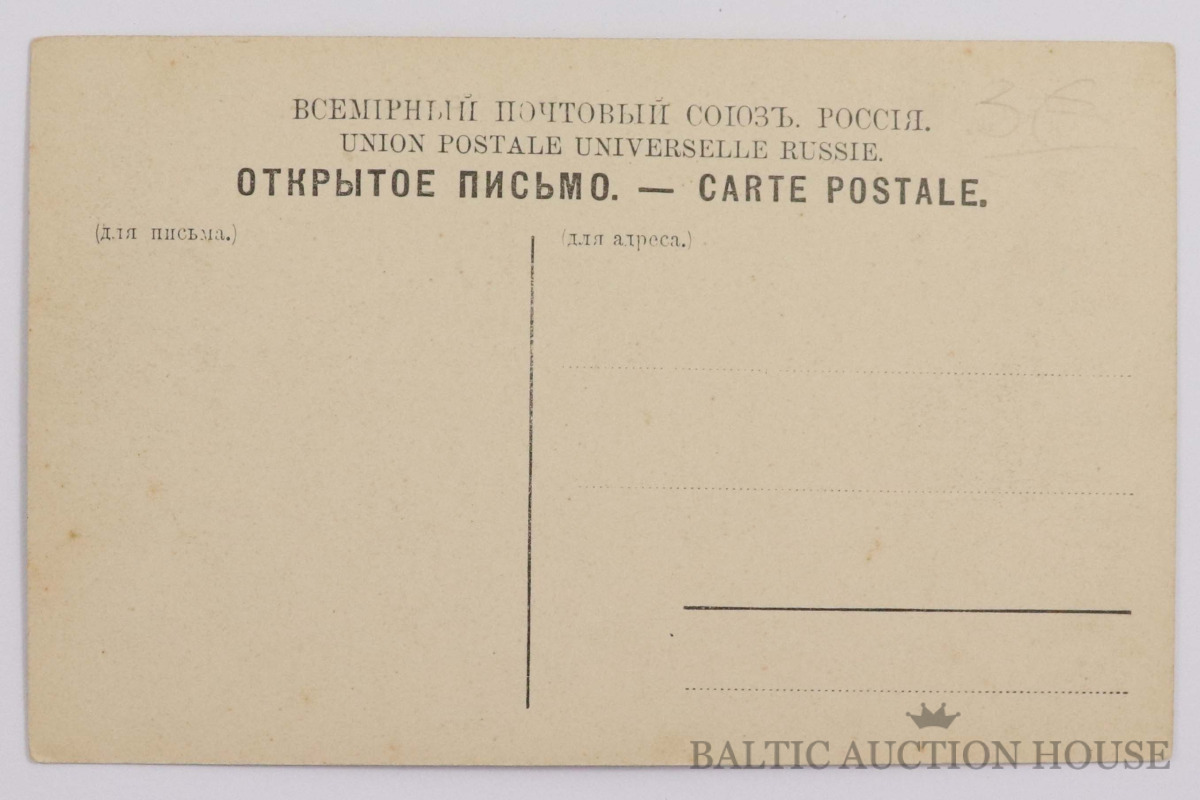 ВСЕМІРНЫЙ ПОЧТОВЫЙ СОЮЗЪ. РОССІЯ.
UNION POSTALE UNIVERSELLE RUSSIE.
ОТКРЫТОЕ ПИСЬМО. — CARTE POSTALE.
(для письма.)
(для адреса.)
BALTIC AUCTION HOUSE